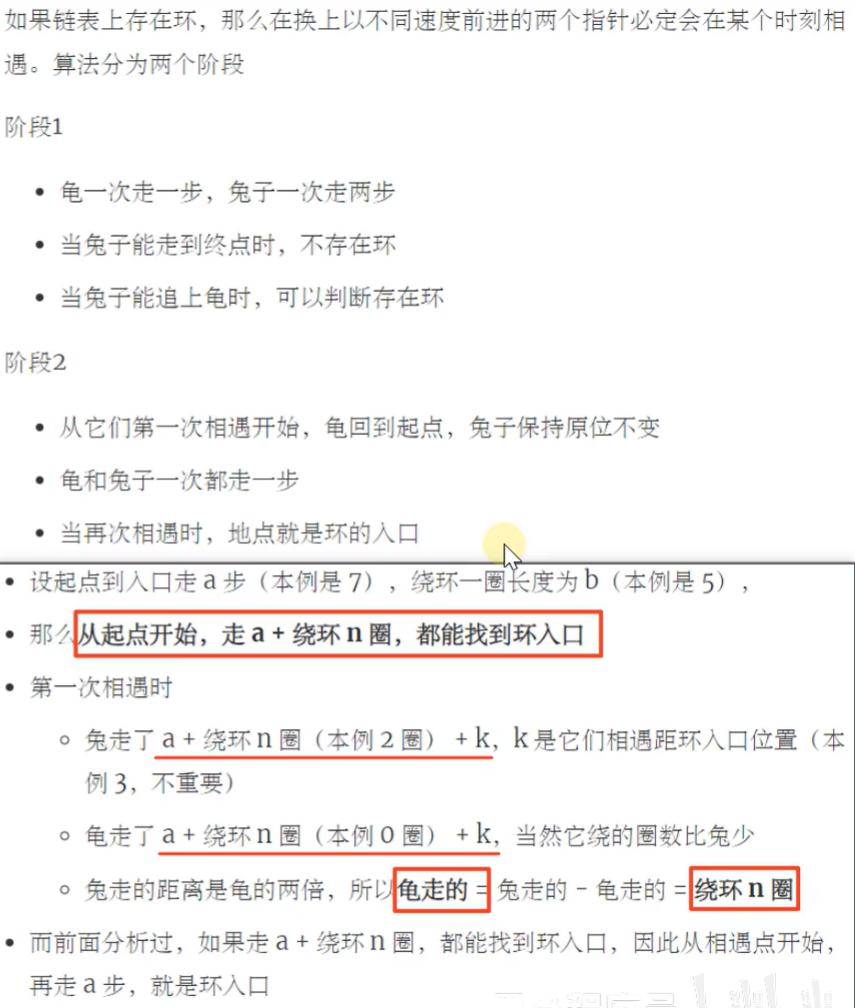 如果链表上存在环，那么在换上以不同速度前进的两个指针必定会在某个时刻相
遇。算法分为两个阶段
阶段1
• 龟一次走一步，兔子一次走两步
• 当兔子能走到终点时，不存在环
• 当兔子能追上龟时，可以判断存在环
阶段2
• 从它们第一次相遇开始，龟回到起点，兔子保持原位不变
• 龟和兔子一次都走一步
• 当再次相遇时，地点就是环的入口
• 设起点到入口走 a 步（本例是 7），绕环一圈长度为 b（本例是 5），
• 那么从起点开始，走 a + 绕环 n 圈，都能找到环入口
• 第一次相遇时
○ 兔走了 a + 绕环 n 圈（本例 2 圈） + k，k 是它们相遇距环入口位置（本
例 3，不重要）
○ 龟走了 a + 绕环 n 圈（本例 0 圈） + k，当然它绕的圈数比兔少
○ 兔走的距离是龟的两倍，所以龟走的 = 兔走的 - 龟走的 = 绕环 n 圈
• 而前面分析过，如果走 a + 绕环 n 圈，都能找到环入口，因此从相遇点开始，
再走 a 步，就是环入口